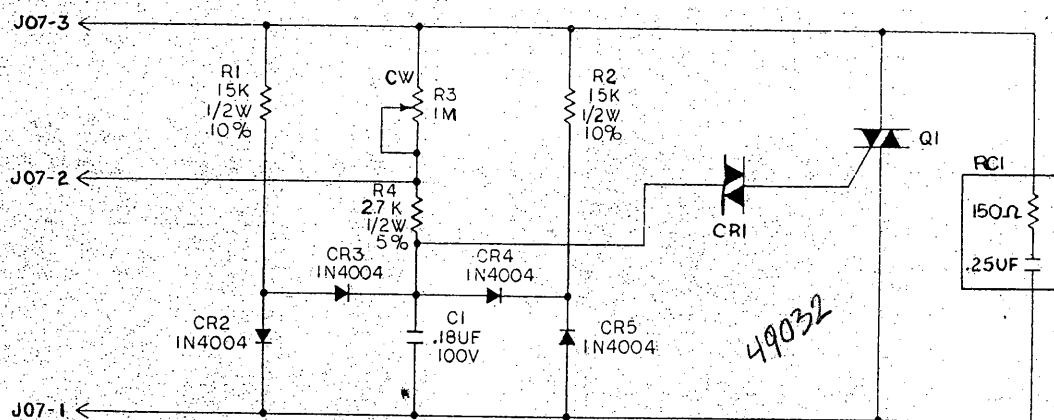 J07-3
R1
15K
1/2W
10%
CW
R3
1M
R2
15K
1/2W
10%
Q1
J07-2
R4
2.7K
1/2W
5%
CR1
RC1
150Ω
.25UF
CR3
1N4004
CR4
1N4004
CR2
1N4004
C1
.18UF
100V
CR5
1N4004
49032
J07-1